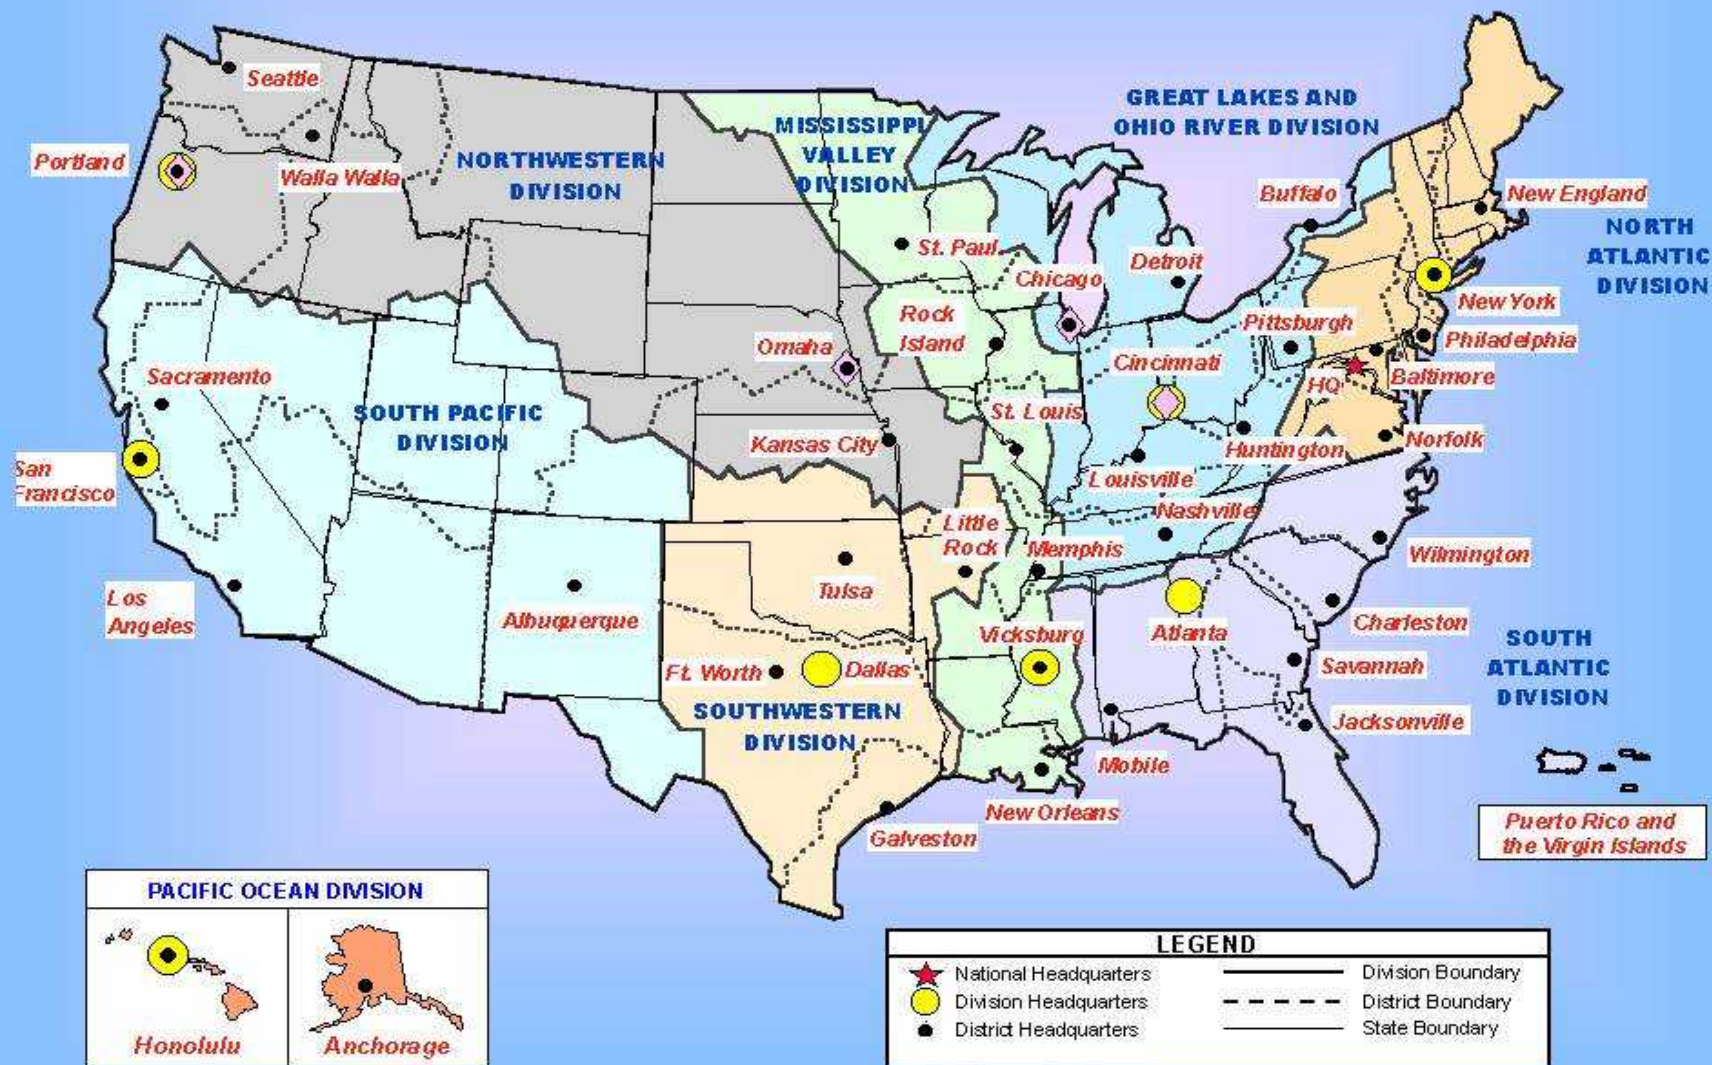 GREAT LAKES AND
OHIO RIVER DIVISION
MISSISSIPPI
VALLEY
DIVISION
NORTHWESTERN
DIVISION
NORTH
ATLANTIC
DIVISION
SOUTH PACIFIC
DIVISION
SOUTHWESTERN
DIVISION
SOUTH
ATLANTIC
DIVISION
Seattle
Portland
Walla Walla
Buffalo
New England
St. Paul
Chicago
Detroit
New York
Rock
Island
Pittsburgh
Philadelphia
Omaha
Cincinnati
HQ
Baltimore
Sacramento
St. Louis
Kansas City
Huntington
Norfolk
San
Francisco
Louisville
Nashville
Little
Rock
Memphis
Wilmington
Los
Angeles
Albuquerque
Tulsa
Vicksburg
Atlanta
Charleston
Ft. Worth
Dallas
Savannah
Jacksonville
Mobile
New Orleans
Galveston
Puerto Rico and
the Virgin Islands
PACIFIC OCEAN DIVISION
Honolulu
Anchorage
LEGEND
National Headquarters
Division Boundary
Division Headquarters
District Boundary
District Headquarters
State Boundary